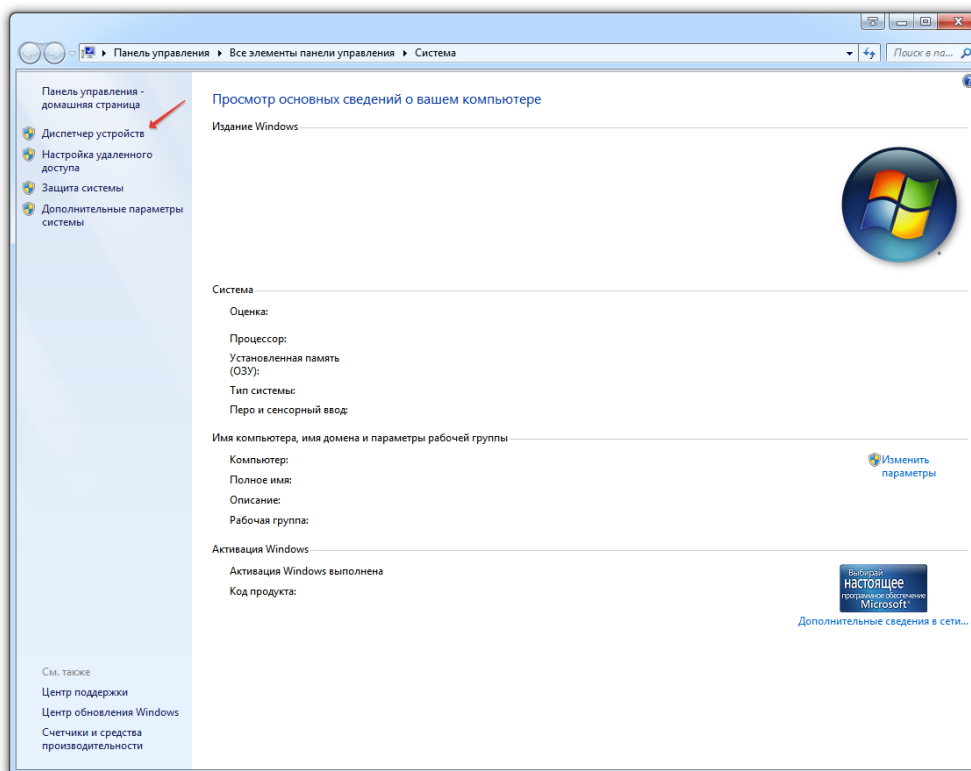 Панель управления
Все элементы панели управления
Система
Поиск в па...
Панель управления -
домашняя страница
Диспетчер устройств
Настройка удаленного
доступа
Защита системы
Дополнительные параметры
системы
См. также
Центр поддержки
Центр обновления Windows
Счетчики и средства
производительности
Просмотр основных сведений о вашем компьютере
Издание Windows
Система
Оценка:
Процессор:
Установленная память
(ОЗУ):
Тип системы:
Перо и сенсорный ввод:
Имя компьютера, имя домена и параметры рабочей группы
Компьютер:
Изменить
параметры
Полное имя:
Описание:
Рабочая группа:
Активация Windows
Активация Windows выполнена
Код продукта:
Выбирай
настоящее
программное обеспечение
Microsoft®
Дополнительные сведения в сети...